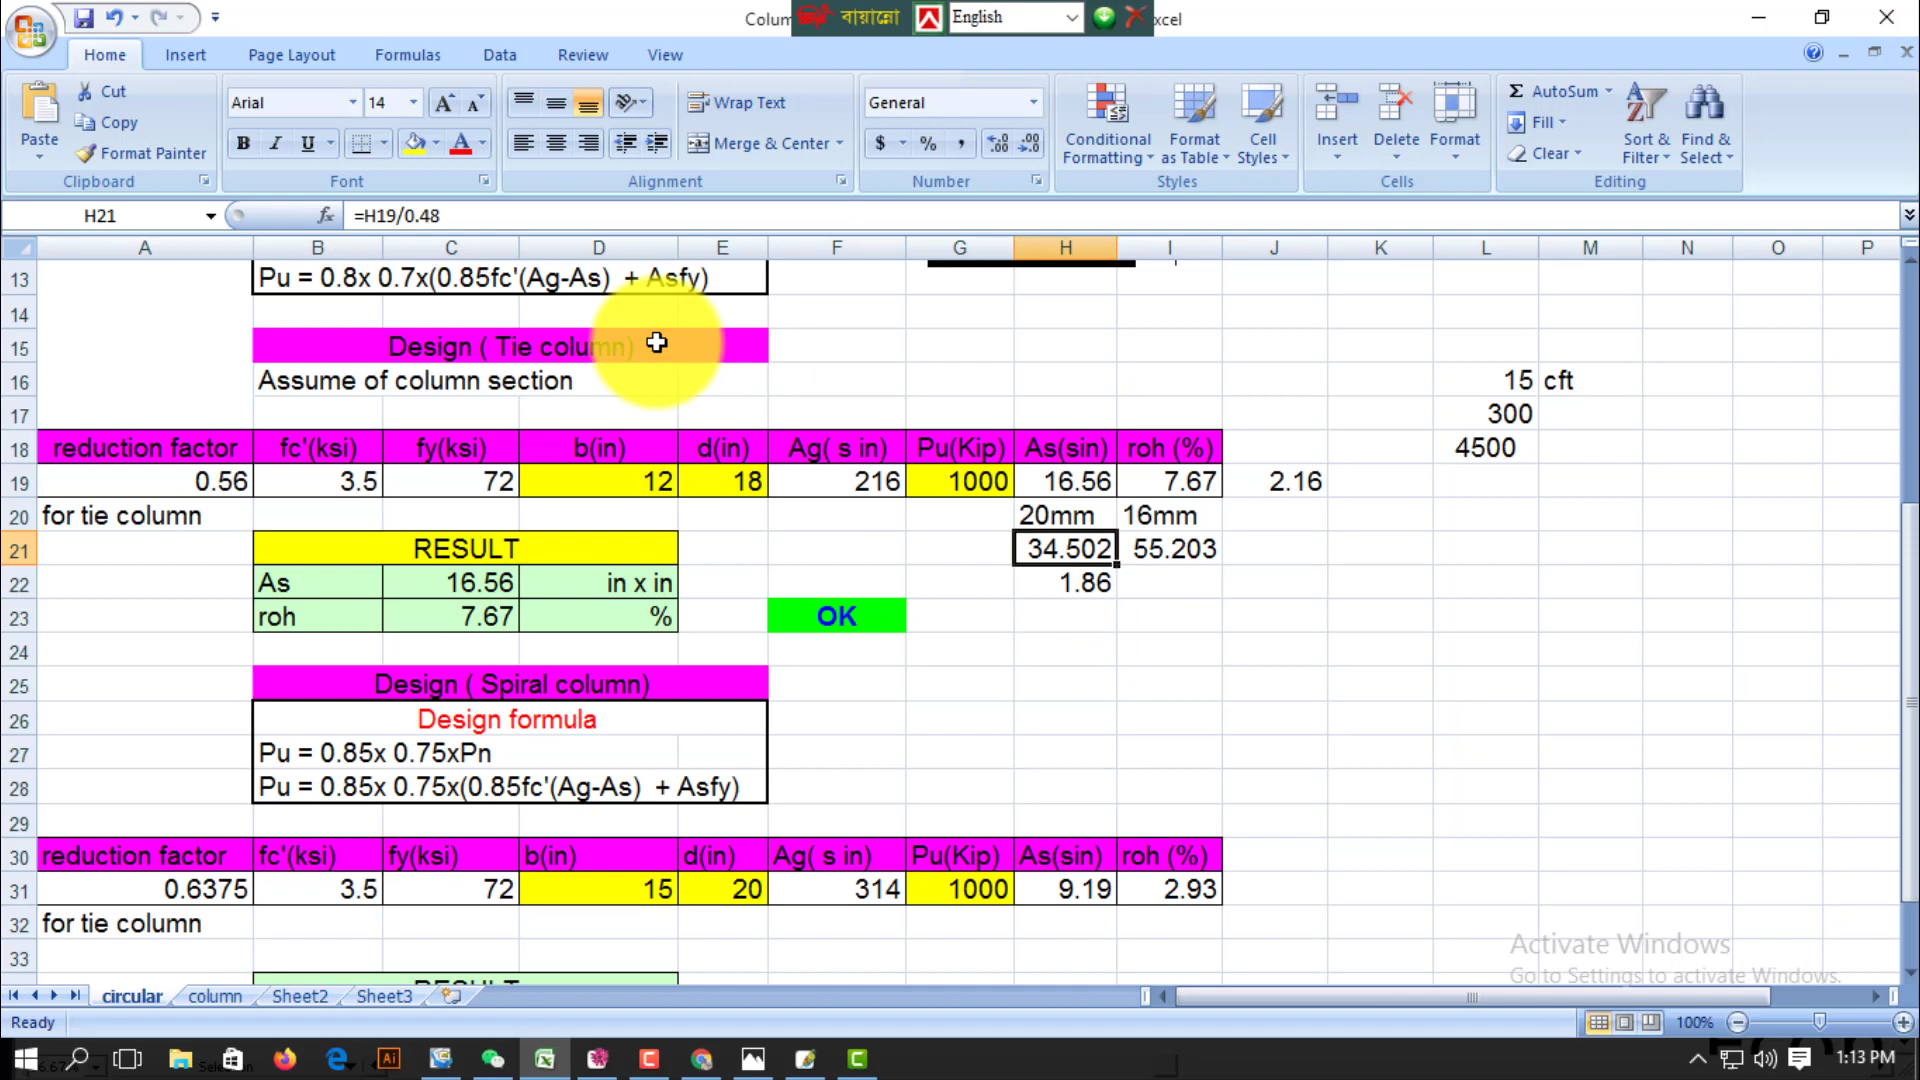 Colum
বায়ান্নো
English
xcel
Home Insert Page Layout Formulas Data Review View
Paste
Cut
Copy
Format Painter
Clipboard
Arial 14
B I U
Font
Wrap Text
Merge & Center
Alignment
General
$ % ,
Number
Conditional Formatting
Format as Table
Cell Styles
Styles
Insert Delete Format
Cells
Σ AutoSum
Fill
Clear
Sort & Filter
Find & Select
Editing
H21 fx =H19/0.48
A B C D E F G H I J K L M N O P
13 Pu = 0.8x 0.7x(0.85fc'(Ag-As) + Asfy)
14
15 Design ( Tie column)
16 Assume of column section 15 cft
17 300
18 reduction factor fc'(ksi) fy(ksi) b(in) d(in) Ag( s in) Pu(Kip) As(sin) roh (%) 4500
19 0.56 3.5 72 12 18 216 1000 16.56 7.67 2.16
20 for tie column 20mm 16mm
21 RESULT 34.502 55.203
22 As 16.56 in x in 1.86
23 roh 7.67 % OK
24
25 Design ( Spiral column)
26 Design formula
27 Pu = 0.85x 0.75xPn
28 Pu = 0.85x 0.75x(0.85fc'(Ag-As) + Asfy)
29
30 reduction factor fc'(ksi) fy(ksi) b(in) d(in) Ag( s in) Pu(Kip) As(sin) roh (%)
31 0.6375 3.5 72 15 20 314 1000 9.19 2.93
32 for tie column
33
Activate Windows
Go to Settings to activate Windows.
circular column Sheet2 Sheet3
Ready 100%
1:13 PM